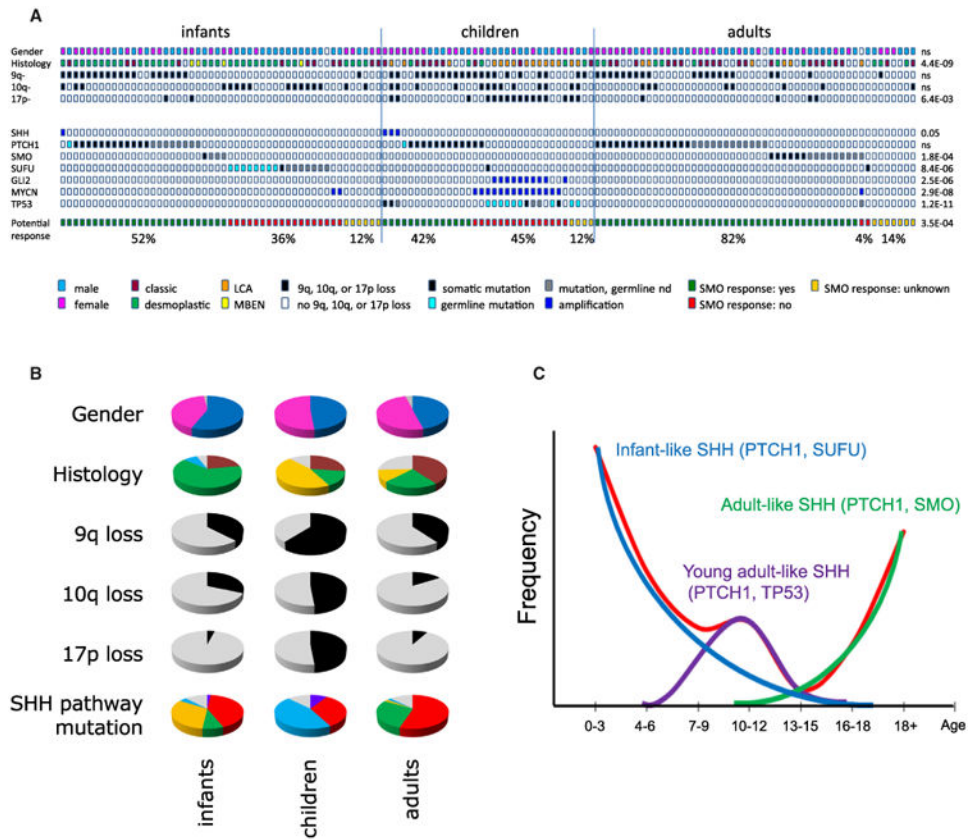 A
infants children adults
Gender ns
Histology 4.4E-09
9q- ns
10q- ns
17p- 6.4E-03
SHH 0.05
PTCH1 ns
SMO 1.8E-04
SUFU 8.4E-06
GLI2 2.5E-06
MYCN 2.9E-08
TP53 1.2E-11
Potential response 3.5E-04
52% 36% 12% 42% 45% 12% 82% 4% 14%
male classic LCA 9q, 10q, or 17p loss somatic mutation mutation, germline nd SMO response: yes SMO response: unknown
female desmoplastic MBEN no 9q, 10q, or 17p loss germline mutation amplification SMO response: no
B
Gender
Histology
9q loss
10q loss
17p loss
SHH pathway
mutation
infants
children
adults
C
Frequency
Infant-like SHH (PTCH1, SUFU)
Adult-like SHH (PTCH1, SMO)
Young adult-like SHH
(PTCH1, TP53)
0-3 4-6 7-9 10-12 13-15 16-18 18+ Age